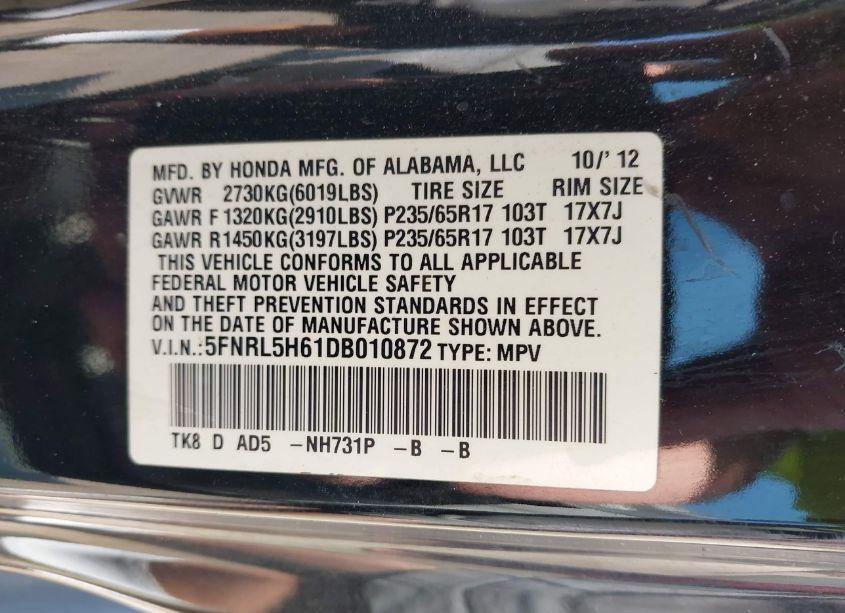 MFD. BY HONDA MFG. OF ALABAMA, LLC 10/' 12
GVWR 2730KG(6019LBS) TIRE SIZE RIM SIZE
GAWR F 1320KG(2910LBS) P235/65R17 103T 17X7J
GAWR R1450KG(3197LBS) P235/65R17 103T 17X7J
THIS VEHICLE CONFORMS TO ALL APPLICABLE
FEDERAL MOTOR VEHICLE SAFETY
AND THEFT PREVENTION STANDARDS IN EFFECT
ON THE DATE OF MANUFACTURE SHOWN ABOVE.
V.I.N.:5FNRL5H61DB010872 TYPE: MPV
TK8 D AD5 -NH731P -B -B